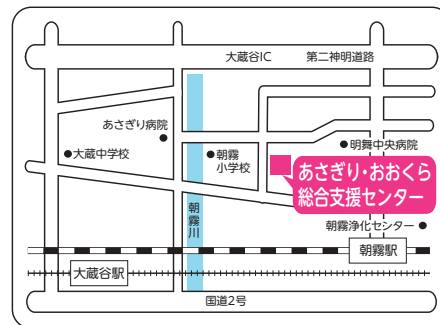 大蔵谷IC
第二神明道路
あさぎり病院
明舞中央病院
大蔵中学校
朝霧
小学校
あさぎり・おおくら
総合支援センター
朝霧川
朝霧浄化センター
朝霧駅
大蔵谷駅
国道2号